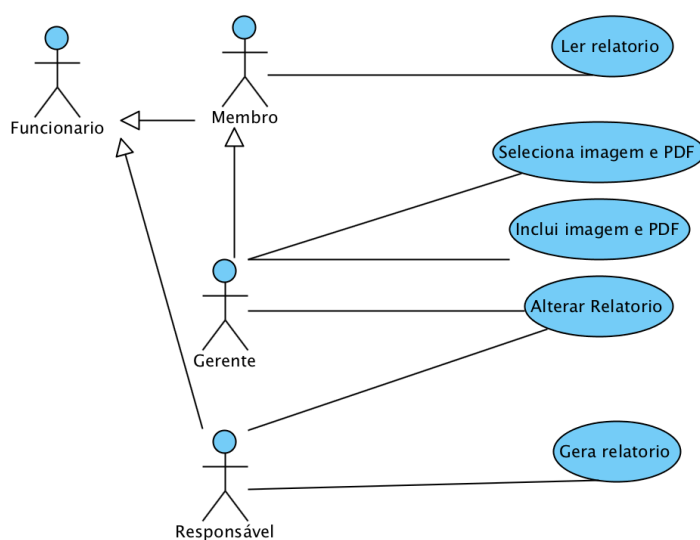 Ler relatorio
Membro
Funcionario
Seleciona imagem e PDF
Inclui imagem e PDF
Alterar Relatorio
Gerente
Gera relatorio
Responsável